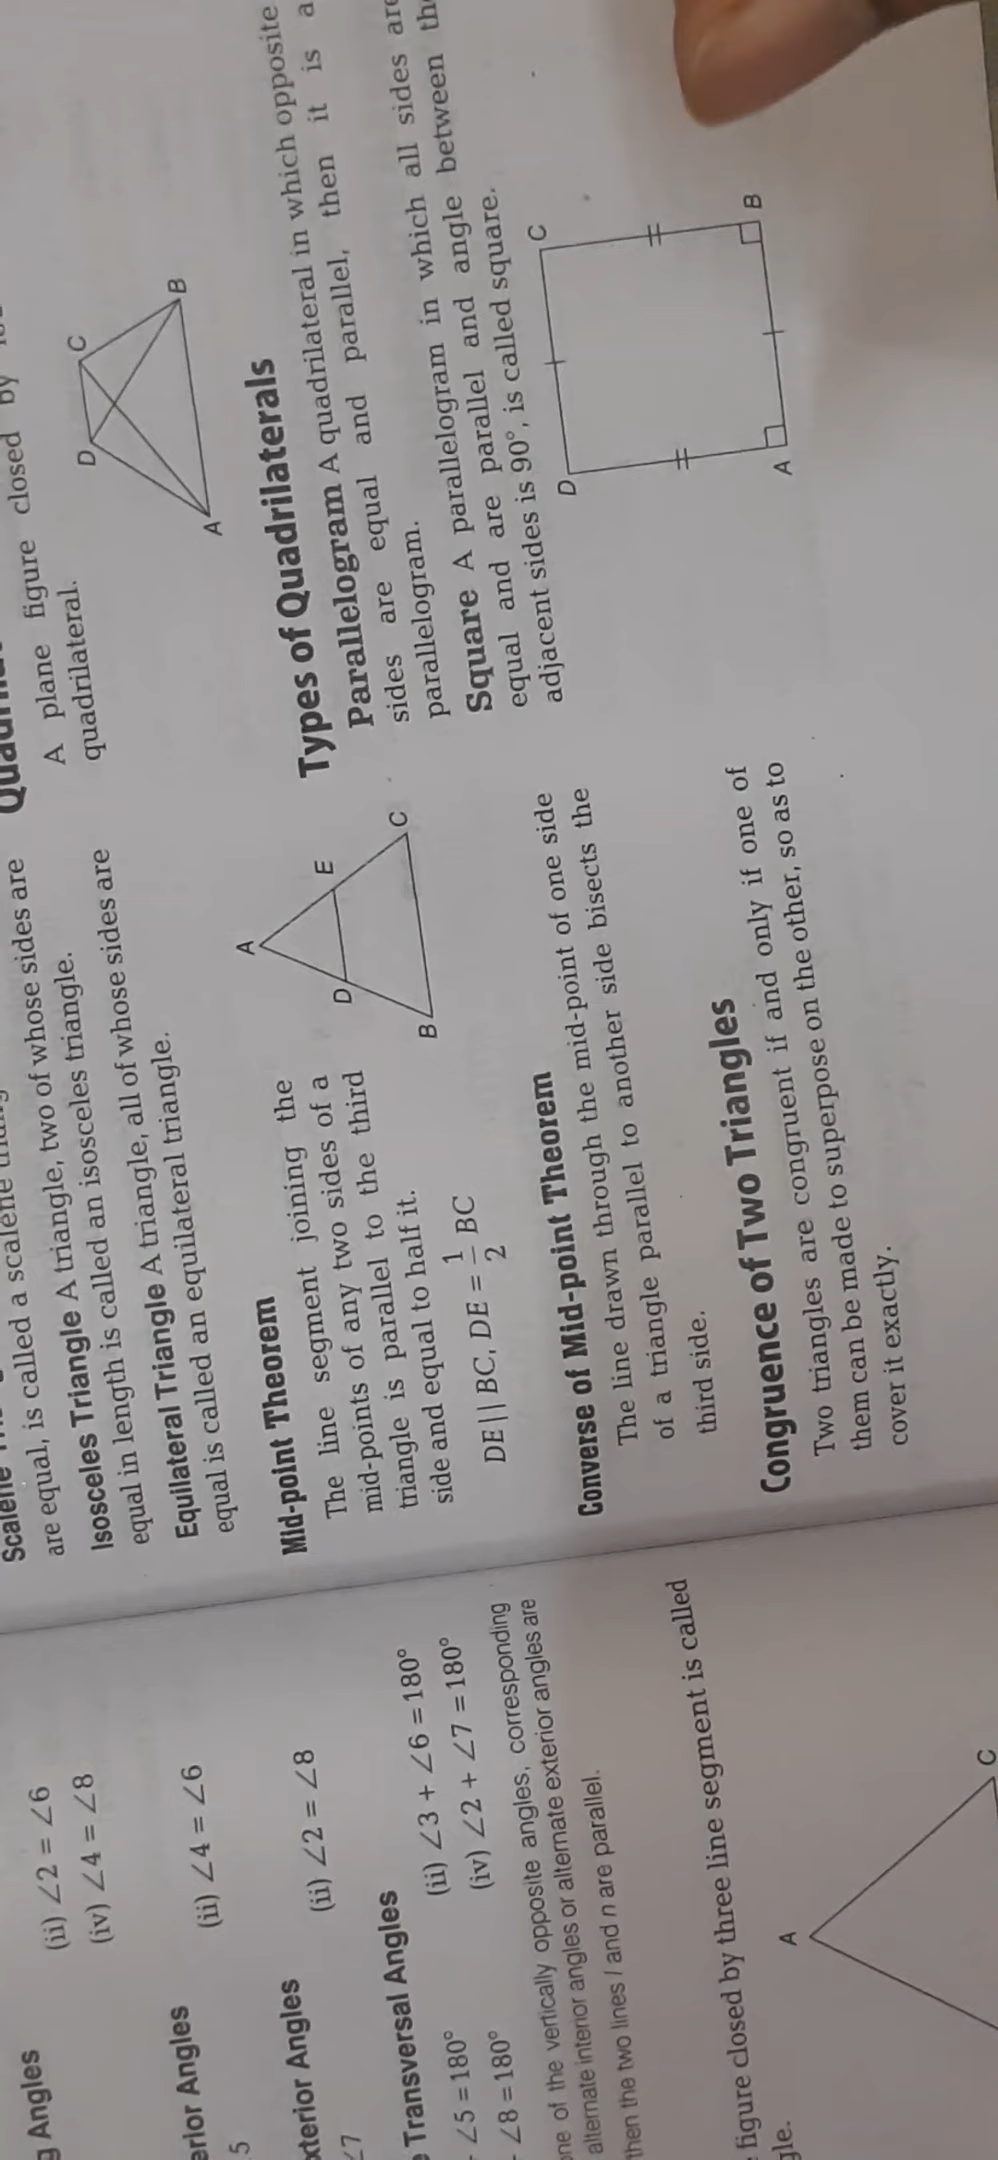 g Angles
(ii) ∠2 = ∠6
(iv) ∠4 = ∠8
erior Angles
5
(ii) ∠4 = ∠6
xterior Angles
∠7
(ii) ∠2 = ∠8
Transversal Angles
∠5 = 180°
(ii) ∠3 + ∠6 = 180°
∠8 = 180°
(iv) ∠2 + ∠7 = 180°
one of the vertically opposite angles, corresponding
alternate interior angles or alternate exterior angles are
then the two lines l and n are parallel.
figure closed by three line segment is called
gle.
A
C
is called a scalene
are equal, is called a scalene
Isosceles Triangle A triangle, two of whose sides are
equal in length is called an isosceles triangle.
Equilateral Triangle A triangle, all of whose sides are
equal is called an equilateral triangle.
Mid-point Theorem
The line segment joining the
mid-points of any two sides of a
triangle is parallel to the third
side and equal to half it.
DE || BC, DE = 1/2 BC
A
D
E
B
C
Converse of Mid-point Theorem
The line drawn through the mid-point of one side
of a triangle parallel to another side bisects the
third side.
Congruence of Two Triangles
Two triangles are congruent if and only if one of
them can be made to superpose on the other, so as to
cover it exactly.
A plane figure closed by
quadrilateral.
D
C
A
B
Types of Quadrilaterals
Parallelogram A quadrilateral in which opposite
sides are equal and parallel, then it is a
parallelogram.
Square A parallelogram in which all sides are
equal and are parallel and angle between the
adjacent sides is 90°, is called square.
D
C
A
B